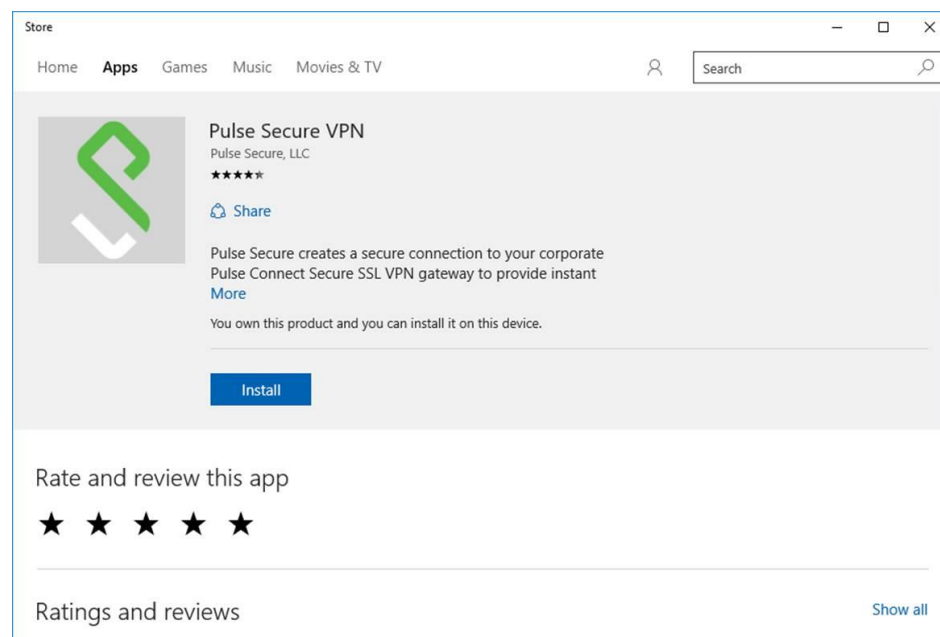 Store
Home Apps Games Music Movies & TV Search
Pulse Secure VPN
Pulse Secure, LLC
Share
Pulse Secure creates a secure connection to your corporate
Pulse Connect Secure SSL VPN gateway to provide instant
More
You own this product and you can install it on this device.
Install
Rate and review this app
Ratings and reviews Show all